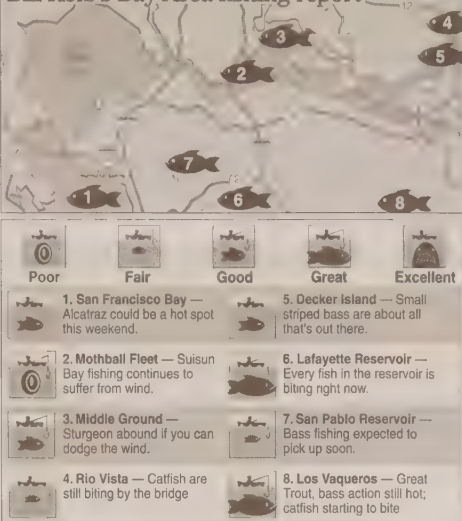 12
4
3
5
2
7
1
6
8
Poor
Fair
Good
Great
Excellent
1. San Francisco Bay —
Alcatraz could be a hot spot
this weekend.
2. Mothball Fleet — Suisun
Bay fishing continues to
suffer from wind.
3. Middle Ground —
Sturgeon abound if you can
dodge the wind.
4. Rio Vista — Catfish are
still biting by the bridge
5. Decker Island — Small
striped bass are about all
that's out there.
6. Lafayette Reservoir —
Every fish in the reservoir is
biting right now.
7. San Pablo Reservoir —
Bass fishing expected to
pick up soon.
8. Los Vaqueros — Great
Trout, bass action still hot;
catfish starting to bite